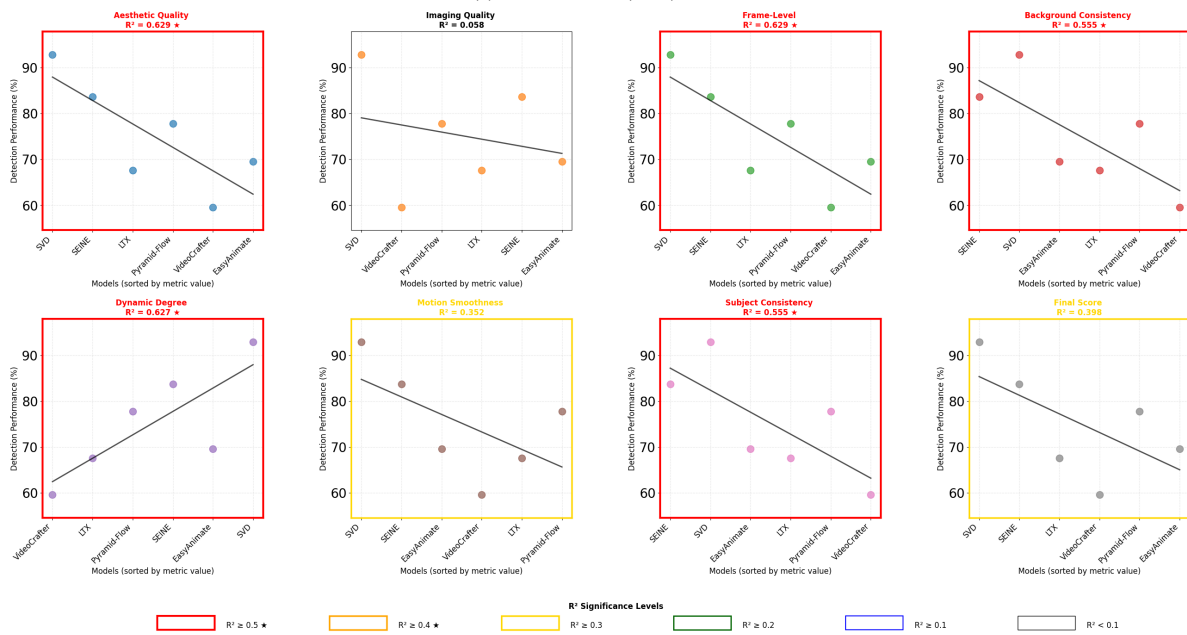 Aesthetic Quality
R² = 0.629 ★
Imaging Quality
R² = 0.058
Frame-Level
R² = 0.629 ★
Background Consistency
R² = 0.555 ★
Detection Performance (%)
90
80
70
60
SVD
SEINE
LTX
Pyramid-Flow
VideoCrafter
EasyAnimate
Models (sorted by metric value)
Detection Performance (%)
90
80
70
60
SVD
VideoCrafter
Pyramid-Flow
LTX
SEINE
EasyAnimate
Models (sorted by metric value)
Detection Performance (%)
90
80
70
60
SVD
SEINE
LTX
Pyramid-Flow
VideoCrafter
EasyAnimate
Models (sorted by metric value)
Detection Performance (%)
90
80
70
60
SEINE
SVD
EasyAnimate
LTX
Pyramid-Flow
VideoCrafter
Models (sorted by metric value)
Dynamic Degree
R² = 0.627 ★
Motion Smoothness
R² = 0.352
Subject Consistency
R² = 0.555 ★
Final Score
R² = 0.398
Detection Performance (%)
90
80
70
60
VideoCrafter
LTX
Pyramid-Flow
SEINE
EasyAnimate
SVD
Models (sorted by metric value)
Detection Performance (%)
90
80
70
60
SVD
SEINE
EasyAnimate
VideoCrafter
LTX
Pyramid-Flow
Models (sorted by metric value)
Detection Performance (%)
90
80
70
60
SEINE
SVD
EasyAnimate
LTX
Pyramid-Flow
VideoCrafter
Models (sorted by metric value)
Detection Performance (%)
90
80
70
60
SVD
SEINE
LTX
VideoCrafter
Pyramid-Flow
EasyAnimate
Models (sorted by metric value)
R² Significance Levels
R² ≥ 0.5 ★
R² ≥ 0.4 ★
R² ≥ 0.3
R² ≥ 0.2
R² ≥ 0.1
R² < 0.1